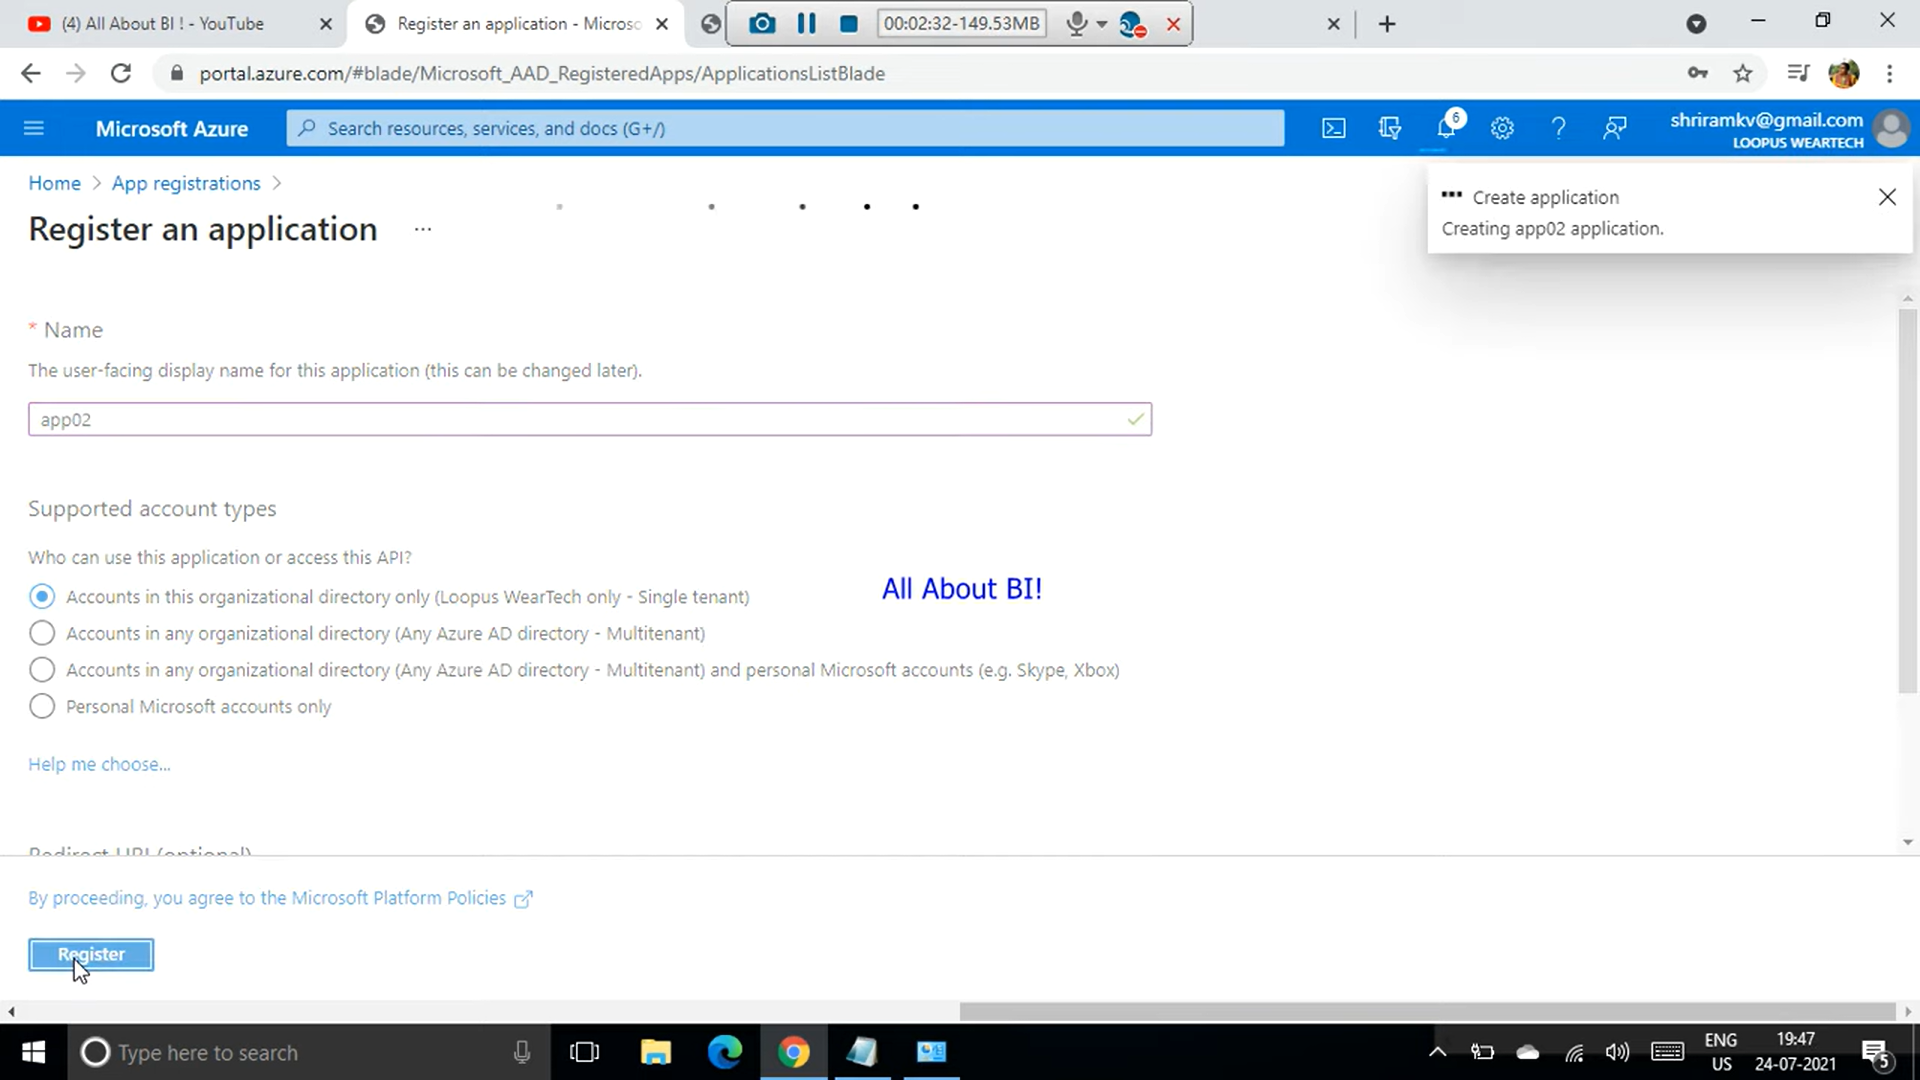 (4) All About BI ! - YouTube
Register an application - Microso
00:02:32-149.53MB
portal.azure.com/#blade/Microsoft_AAD_RegisteredApps/ApplicationsListBlade
Microsoft Azure
Search resources, services, and docs (G+/)
6
shriramkv@gmail.com
LOOPUS WEARTECH
Home > App registrations >
Register an application ...
Create application
Creating app02 application.
* Name
The user-facing display name for this application (this can be changed later).
app02
Supported account types
Who can use this application or access this API?
Accounts in this organizational directory only (Loopus WearTech only - Single tenant)
Accounts in any organizational directory (Any Azure AD directory - Multitenant)
Accounts in any organizational directory (Any Azure AD directory - Multitenant) and personal Microsoft accounts (e.g. Skype, Xbox)
Personal Microsoft accounts only
All About BI!
Help me choose...
Redirect URI (optional)
By proceeding, you agree to the Microsoft Platform Policies
Register
Type here to search
ENG
US
19:47
24-07-2021
5